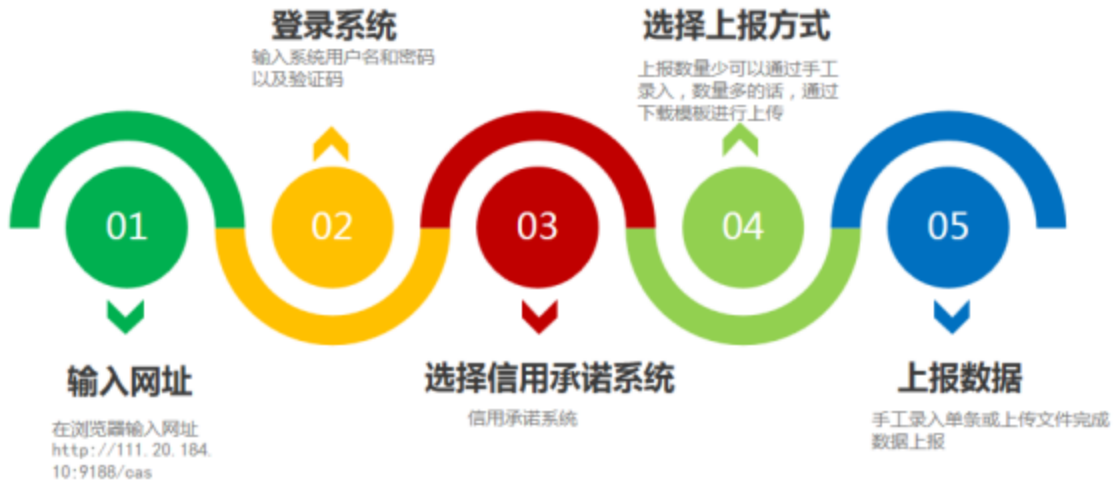 登录系统
输入系统用户名和密码
以及验证码
选择上报方式
上报数量少可以通过手工
录入，数量多的话，通过
下载模板进行上传
01
02
03
04
05
输入网址
在浏览器输入网址
http://111.20.184.
10:9188/cas
选择信用承诺系统
信用承诺系统
上报数据
手工录入单条或上传文件完成
数据上报